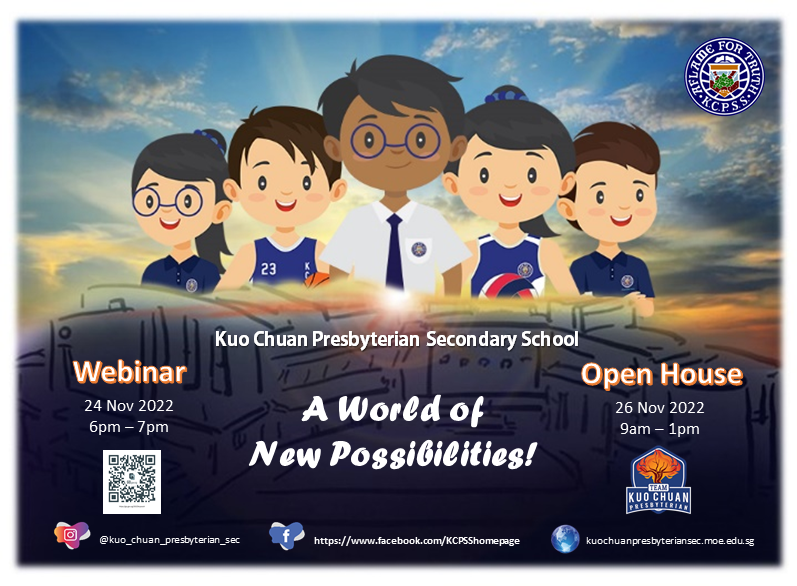 AFLAME FOR TRUTH
K.C.P.S.S.
23
Kuo Chuan Presbyterian Secondary School
Webinar
24 Nov 2022
6pm – 7pm
A World of
New Possibilities!
Open House
26 Nov 2022
9am – 1pm
TEAM
KUO CHUAN
PRESBYTERIAN
@kuo_chuan_presbyterian_sec
https://www.facebook.com/KCPSShomepage
kuochuanpresbyteriansec.moe.edu.sg